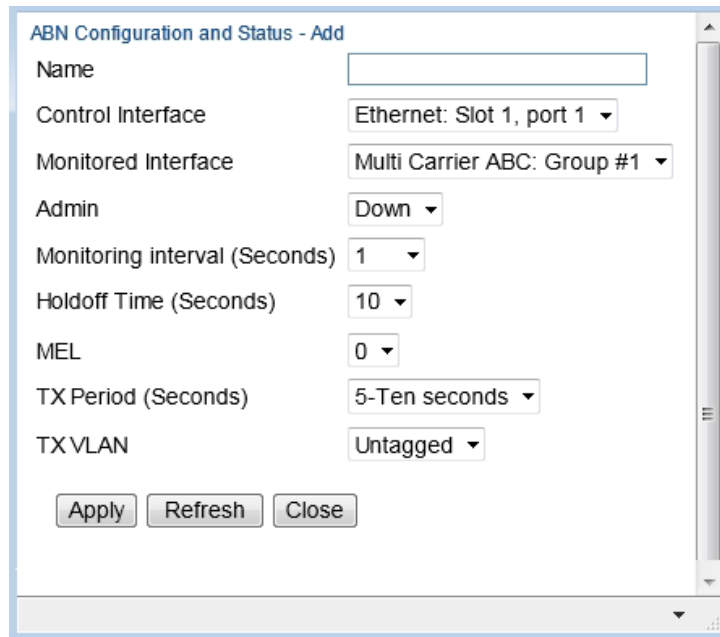 ABN Configuration and Status - Add
Name
Control Interface Ethernet: Slot 1, port 1
Monitored Interface Multi Carrier ABC: Group #1
Admin Down
Monitoring interval (Seconds) 1
Holdoff Time (Seconds) 10
MEL 0
TX Period (Seconds) 5-Ten seconds
TX VLAN Untagged
Apply Refresh Close